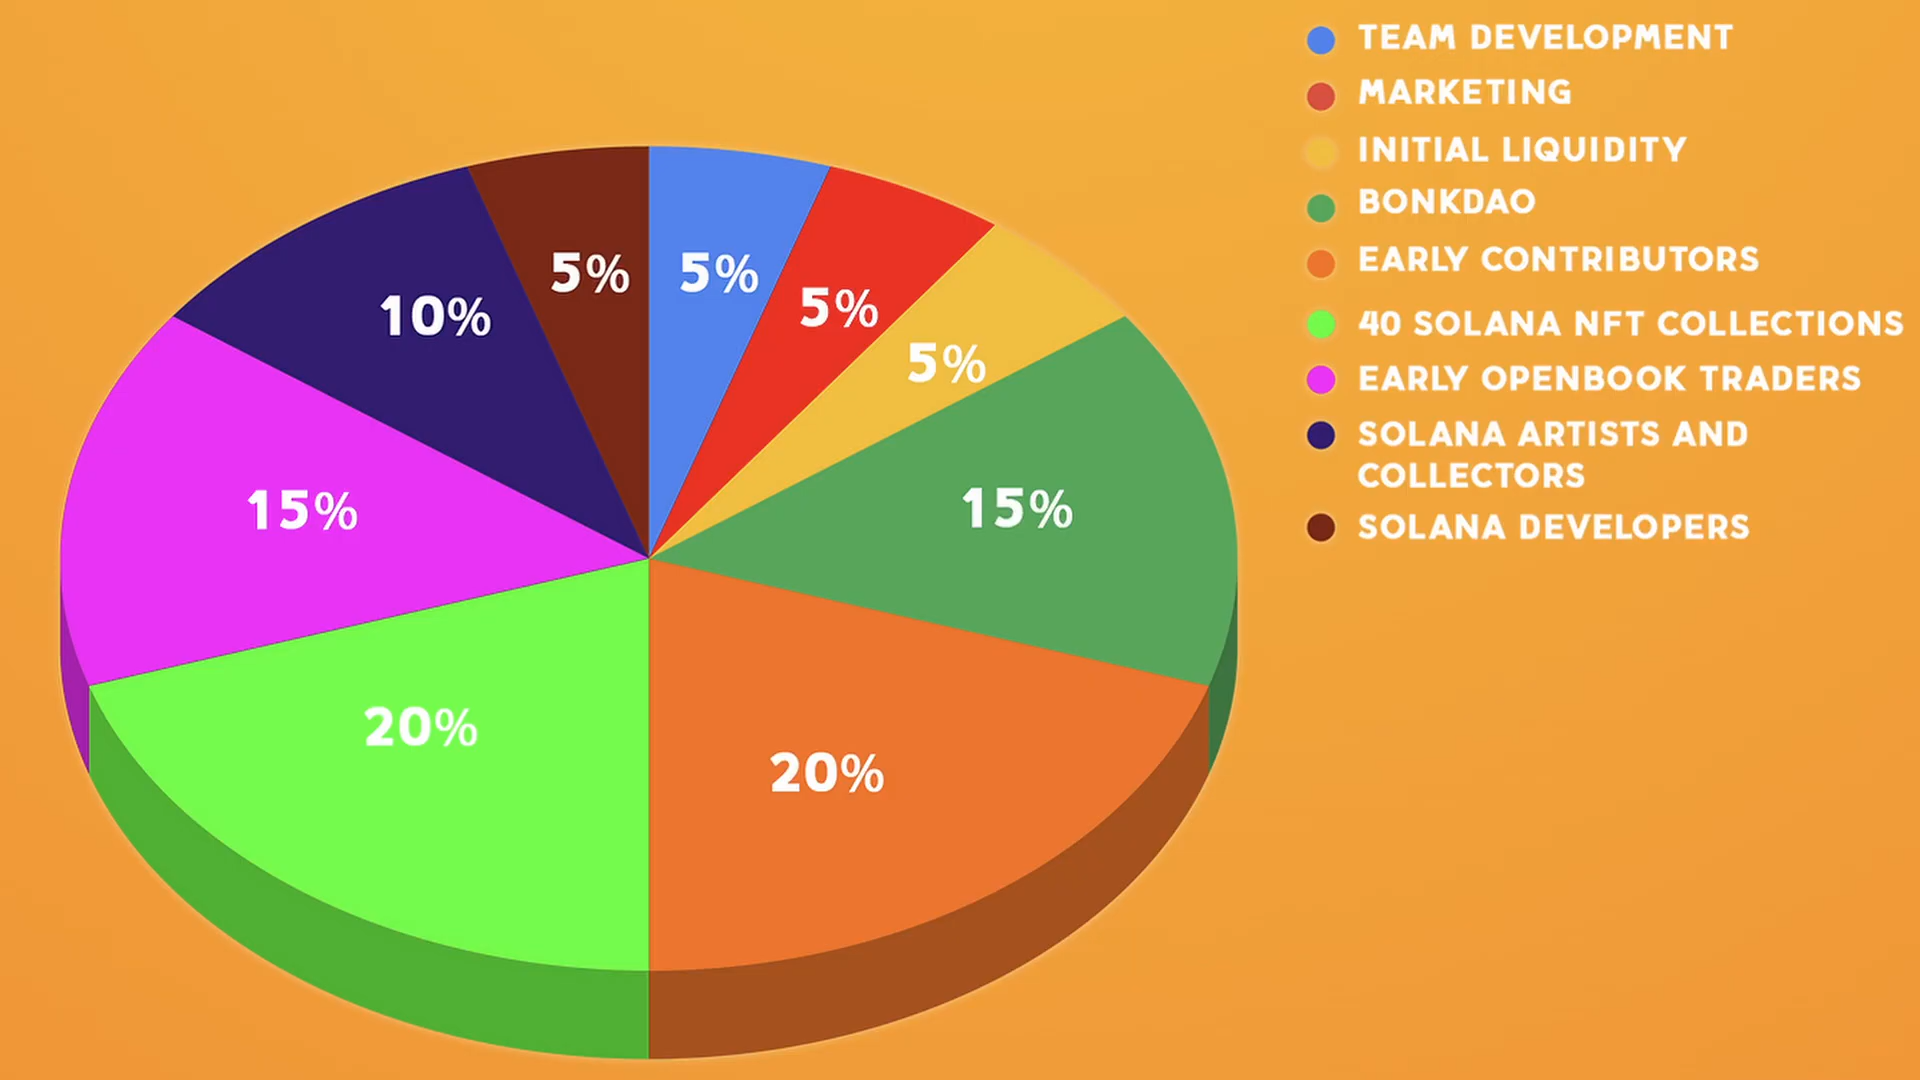 TEAM DEVELOPMENT
MARKETING
INITIAL LIQUIDITY
BONKDAO
EARLY CONTRIBUTORS
40 SOLANA NFT COLLECTIONS
EARLY OPENBOOK TRADERS
SOLANA ARTISTS AND
COLLECTORS
SOLANA DEVELOPERS
5%
5%
5%
15%
20%
20%
15%
10%
5%